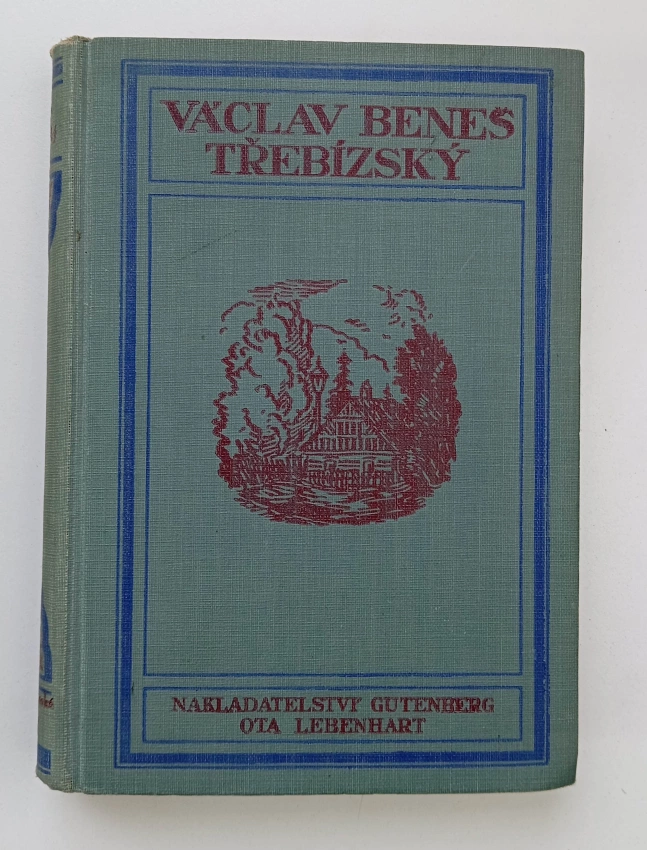 VÁCLAV BENEŠ
TŘEBÍZSKÝ
NAKLADATELSTVÍ GUTENBERG
OTA LEBENHART